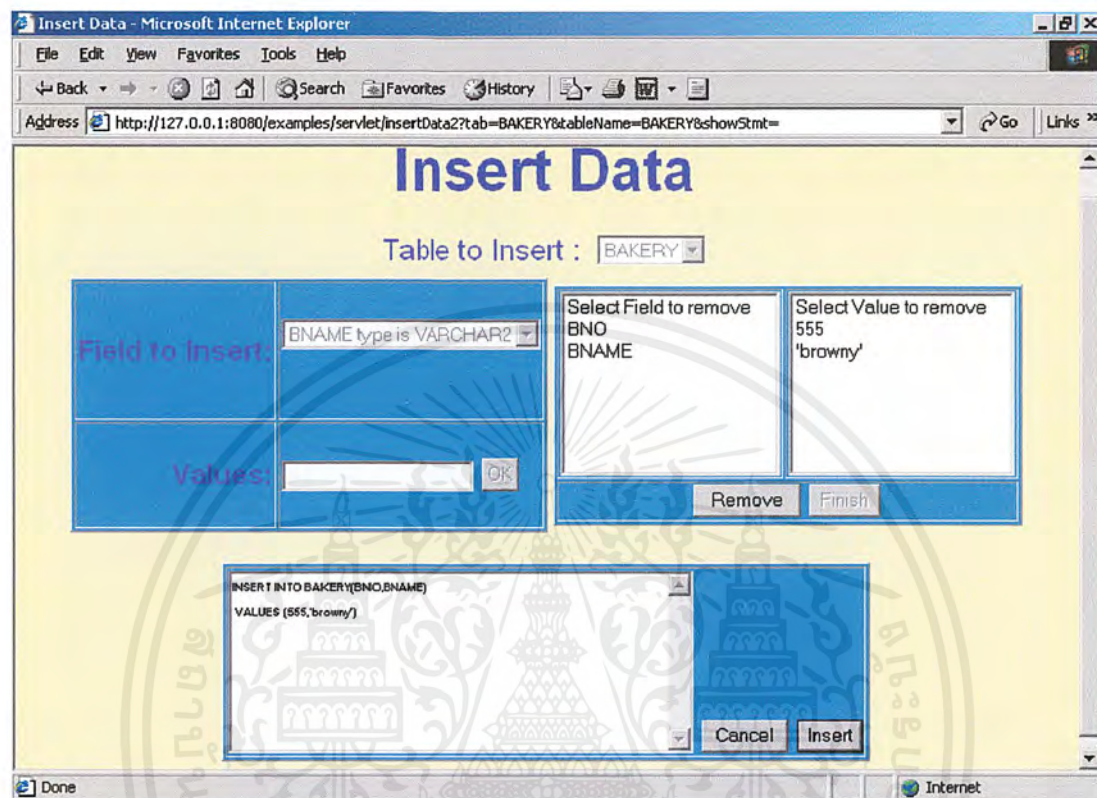 Insert Data - Microsoft Internet Explorer
File Edit View Favorites Tools Help
Back Search Favorites History
Address http://127.0.0.1:8080/examples/servlet/insertData2?tab=BAKERY&tableName=BAKERY&showStmt= Go Links »
Insert Data
Table to Insert : BAKERY
Field to Insert: BNAME type is VARCHAR2
Values: OK
Select Field to remove
BNO
BNAME
Select Value to remove
555
'browny'
Remove Finish
INSERT INTO BAKERY(BNO,BNAME)
VALUES (555,'browny')
Cancel Insert
Done Internet